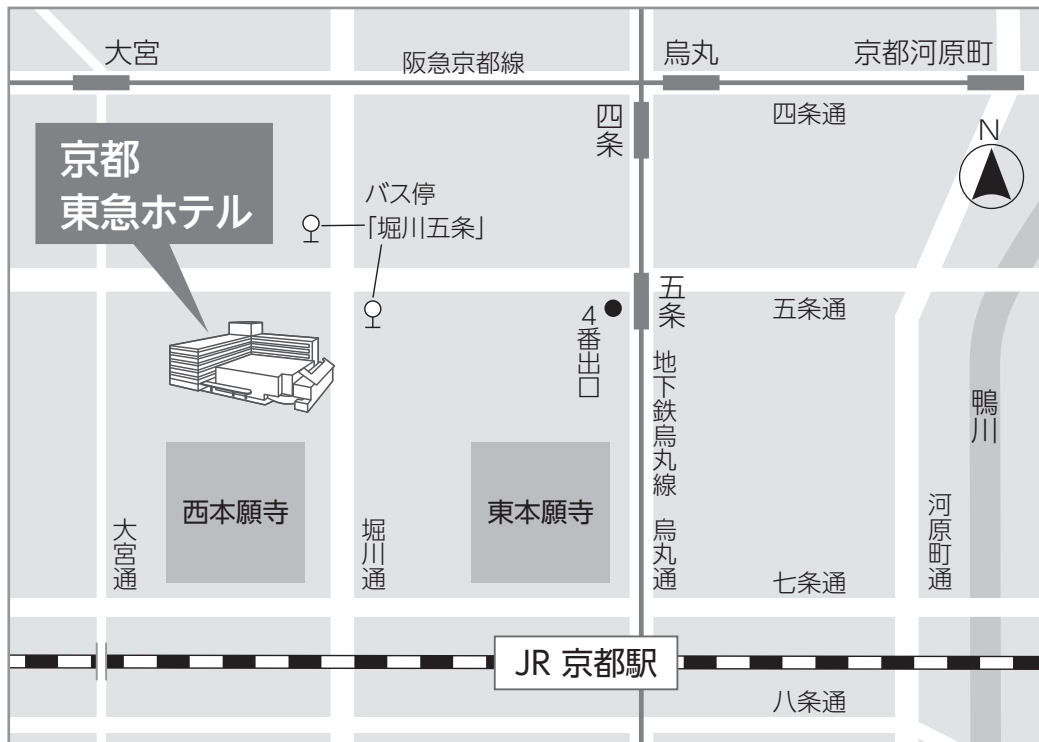 大宮
阪急京都線
烏丸
京都河原町
四条
四条通
N
京都
東急ホテル
バス停
「堀川五条」
五条
五条通
4番出口
地下鉄烏丸線
烏丸通
鴨川
河原町通
西本願寺
東本願寺
大宮通
堀川通
七条通
JR 京都駅
八条通